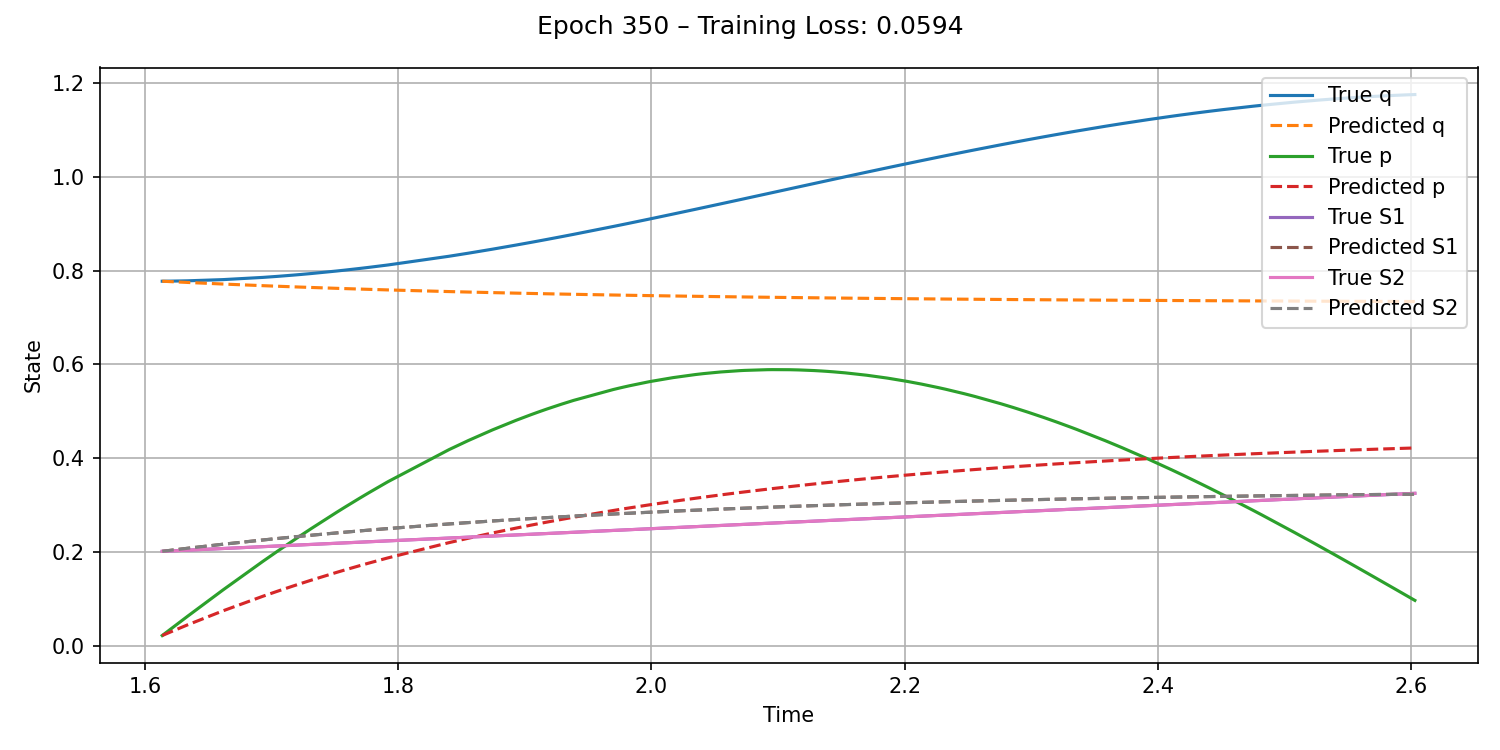 Epoch 350 – Training Loss: 0.0594
1.2
1.0
0.8
0.6
0.4
0.2
0.0
State
True q
Predicted q
True p
Predicted p
True S1
Predicted S1
True S2
Predicted S2
1.6 1.8 2.0 2.2 2.4 2.6
Time